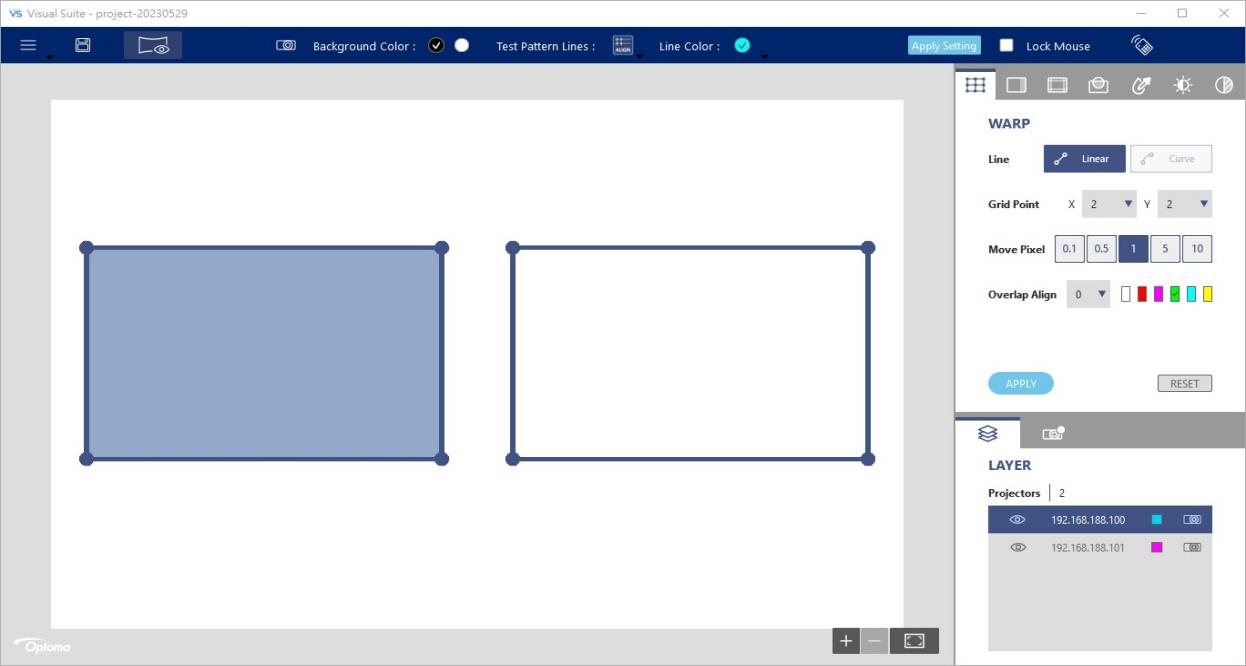 VS Visual Suite - project-20230529
Background Color :
Test Pattern Lines :
ALIGN
Line Color :
Apply Setting
Lock Mouse
WARP
Line
Linear
Curve
Grid Point X 2 Y 2
Move Pixel 0.1 0.5 1 5 10
Overlap Align 0
APPLY
RESET
LAYER
Projectors 2
192.168.188.100
192.168.188.101
Optoma